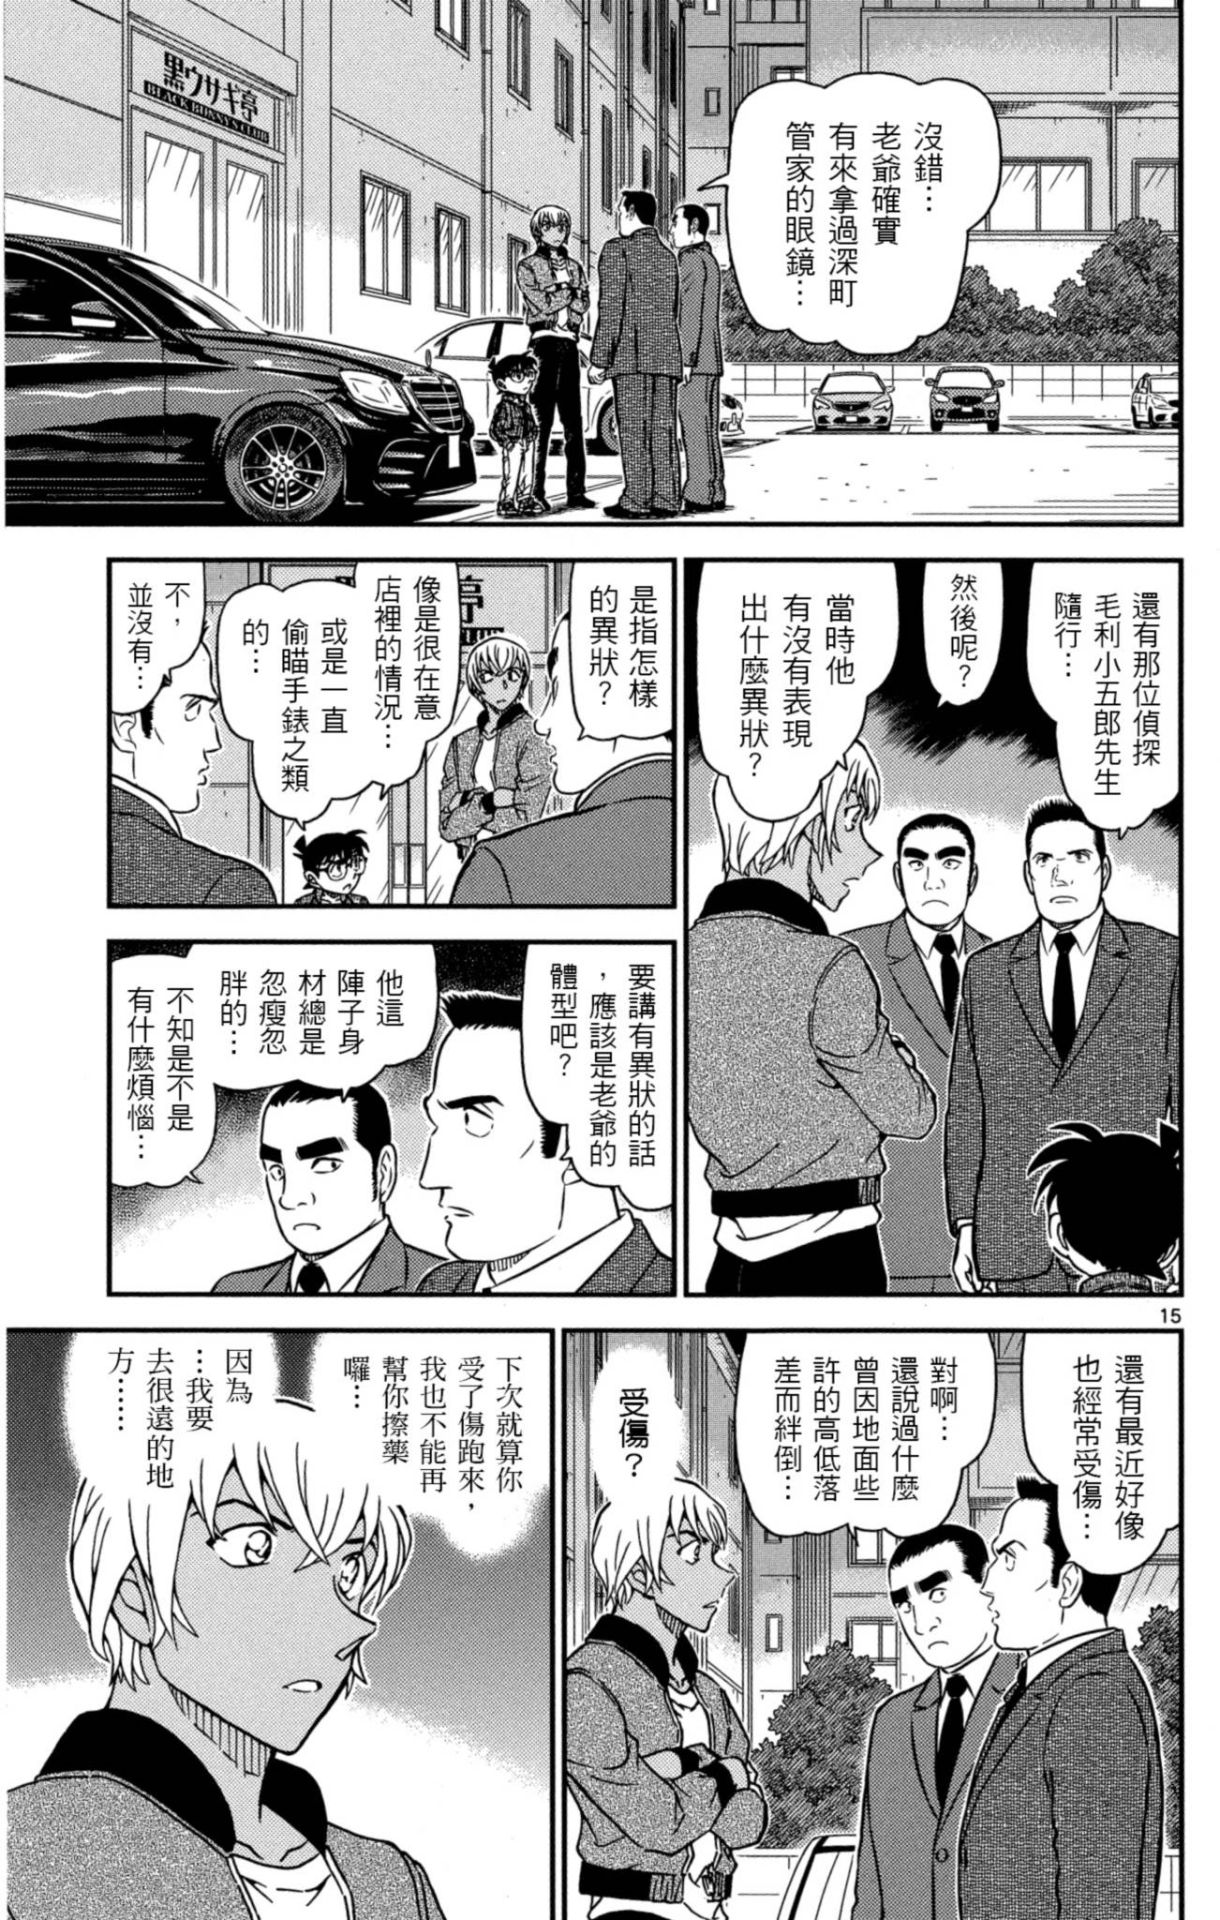 黒ウサギ亭
BLACK BUNNY'S CLUB
沒錯…
老爺確實
有來拿過深町
管家的眼鏡…
還有那位偵探
毛利小五郎先生
隨行…
然後呢？
當時他
有沒有表現
出什麼異狀？
是指怎樣
的異狀？
像是很在意
店裡的情況…
或是一直
偷瞄手錶之類
的…
不，
並沒有…
亭
要講有異狀的話
，應該是老爺的
體型吧？
他這
陣子身
材總是
忽瘦忽
胖的…
不知是不是
有什麼煩惱…
15
還有最近好像
也經常受傷…
對啊…
還說過什麼
曾因地面些
許的高低落
差而絆倒…
受傷？
下次就算你
受了傷跑來，
我也不能再
幫你擦藥
囉…
因為
…我要
去很遠的地
方……